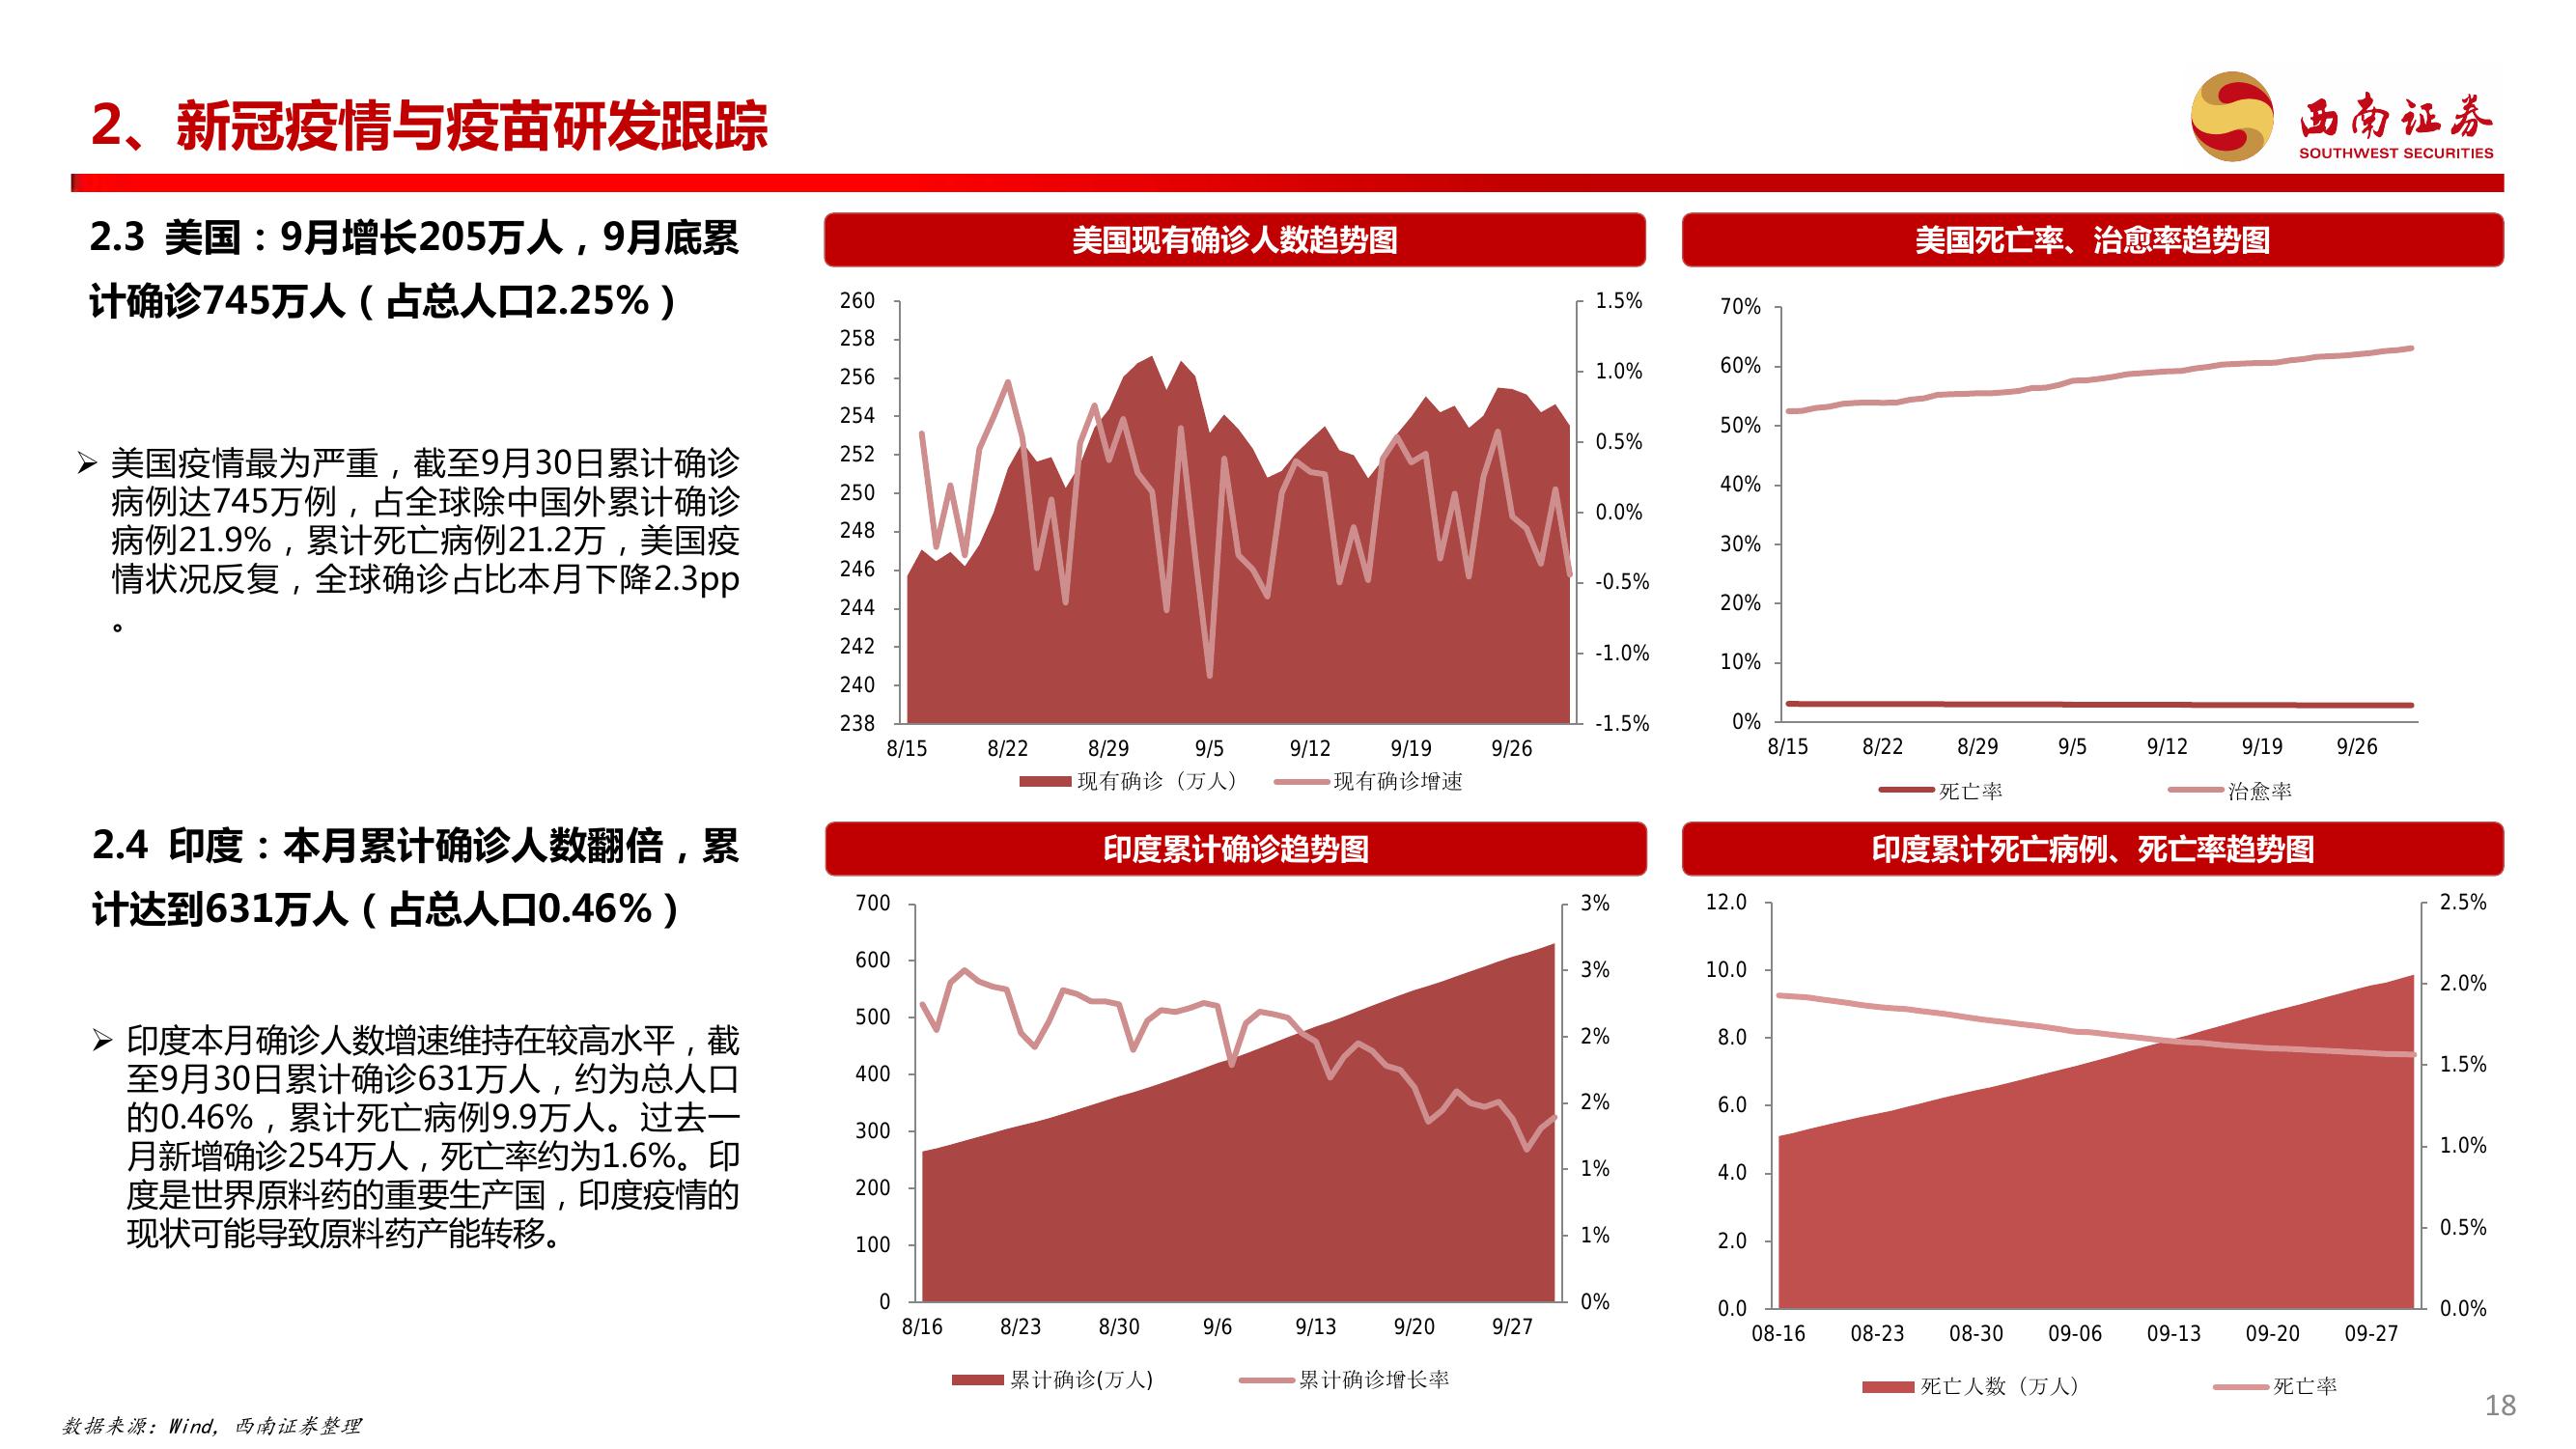 2、新冠疫情与疫苗研发跟踪
西南证券
SOUTHWEST SECURITIES
2.3 美国：9月增长205万人，9月底累
计确诊745万人（占总人口2.25%）
➢ 美国疫情最为严重，截至9月30日累计确诊
病例达745万例，占全球除中国外累计确诊
病例21.9%，累计死亡病例21.2万，美国疫
情状况反复，全球确诊占比本月下降2.3pp
。
美国现有确诊人数趋势图
260
258
256
254
252
250
248
246
244
242
240
238
1.5%
1.0%
0.5%
0.0%
-0.5%
-1.0%
-1.5%
8/15 8/22 8/29 9/5 9/12 9/19 9/26
现有确诊（万人） 现有确诊增速
美国死亡率、治愈率趋势图
70%
60%
50%
40%
30%
20%
10%
0%
8/15 8/22 8/29 9/5 9/12 9/19 9/26
死亡率 治愈率
2.4 印度：本月累计确诊人数翻倍，累
计达到631万人（占总人口0.46%）
➢ 印度本月确诊人数增速维持在较高水平，截
至9月30日累计确诊631万人，约为总人口
的0.46%，累计死亡病例9.9万人。过去一
月新增确诊254万人，死亡率约为1.6%。印
度是世界原料药的重要生产国，印度疫情的
现状可能导致原料药产能转移。
印度累计确诊趋势图
700
600
500
400
300
200
100
0
3%
3%
2%
2%
1%
1%
0%
8/16 8/23 8/30 9/6 9/13 9/20 9/27
累计确诊(万人) 累计确诊增长率
印度累计死亡病例、死亡率趋势图
12.0
10.0
8.0
6.0
4.0
2.0
0.0
2.5%
2.0%
1.5%
1.0%
0.5%
0.0%
08-16 08-23 08-30 09-06 09-13 09-20 09-27
死亡人数（万人） 死亡率
数据来源：Wind，西南证券整理
18